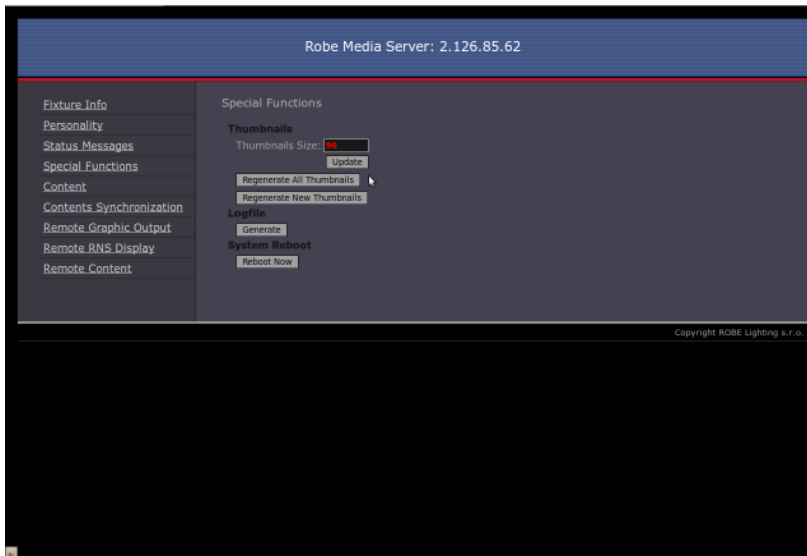 Robe Media Server: 2.126.85.62
Fixture Info
Personality
Status Messages
Special Functions
Content
Contents Synchronization
Remote Graphic Output
Remote RNS Display
Remote Content
Special Functions
Thumbnails
Thumbnails Size: 96
Update
Regenerate All Thumbnails
Regenerate New Thumbnails
Logfile
Generate
System Reboot
Reboot Now
Copyright ROBE Lighting s.r.o.